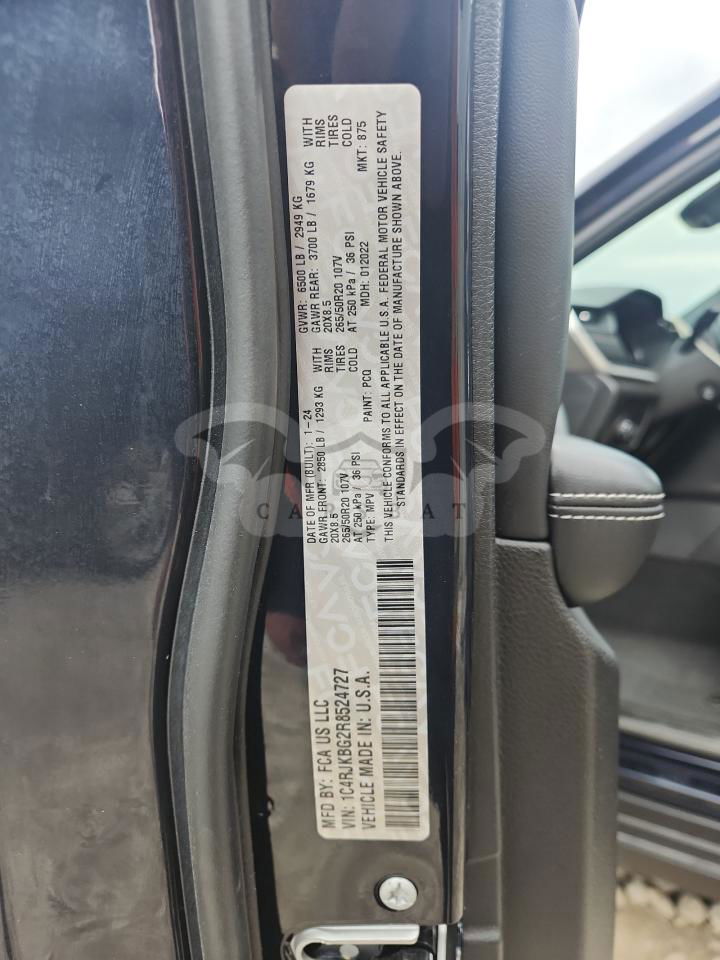 MFD BY: FCA US LLC
DATE OF MFR (BUILT): 1-24
GVWR: 6500 LB / 2949 KG
GAWR FRONT: 2850 LB / 1293 KG WITH
GAWR REAR: 3700 LB / 1679 KG WITH
20X8.5 RIMS
20X8.5 RIMS
265/50R20 107V TIRES
265/50R20 107V TIRES
AT 250 kPa / 36 PSI COLD
AT 250 kPa / 36 PSI COLD
VIN: 1C4RJKBG2R8524727
TYPE: MPV PAINT: PCQ MDH: 012022 MKT: 875
VEHICLE MADE IN: U.S.A.
THIS VEHICLE CONFORMS TO ALL APPLICABLE U.S.A. FEDERAL MOTOR VEHICLE SAFETY
STANDARDS IN EFFECT ON THE DATE OF MANUFACTURE SHOWN ABOVE.